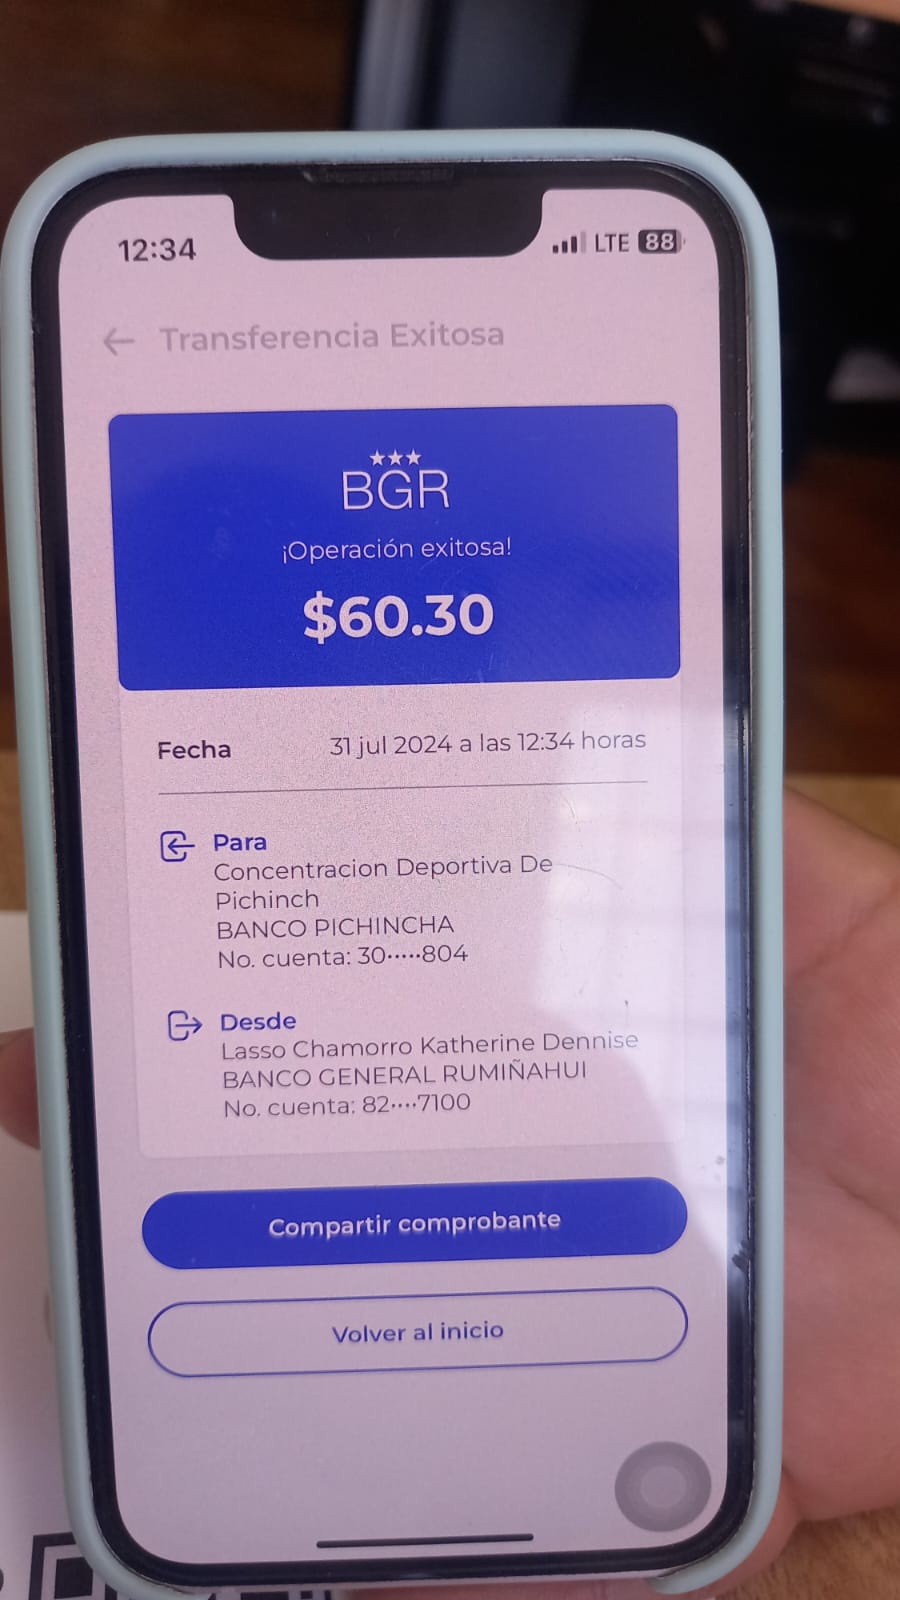 12:34
LTE 88
Transferencia Exitosa
BGR
¡Operación exitosa!
$60.30
Fecha 31 jul 2024 a las 12:34 horas
Para
Concentracion Deportiva De
Pichinch
BANCO PICHINCHA
No. cuenta: 30•••••804
Desde
Lasso Chamorro Katherine Dennise
BANCO GENERAL RUMIÑAHUI
No. cuenta: 82••••7100
Compartir comprobante
Volver al inicio